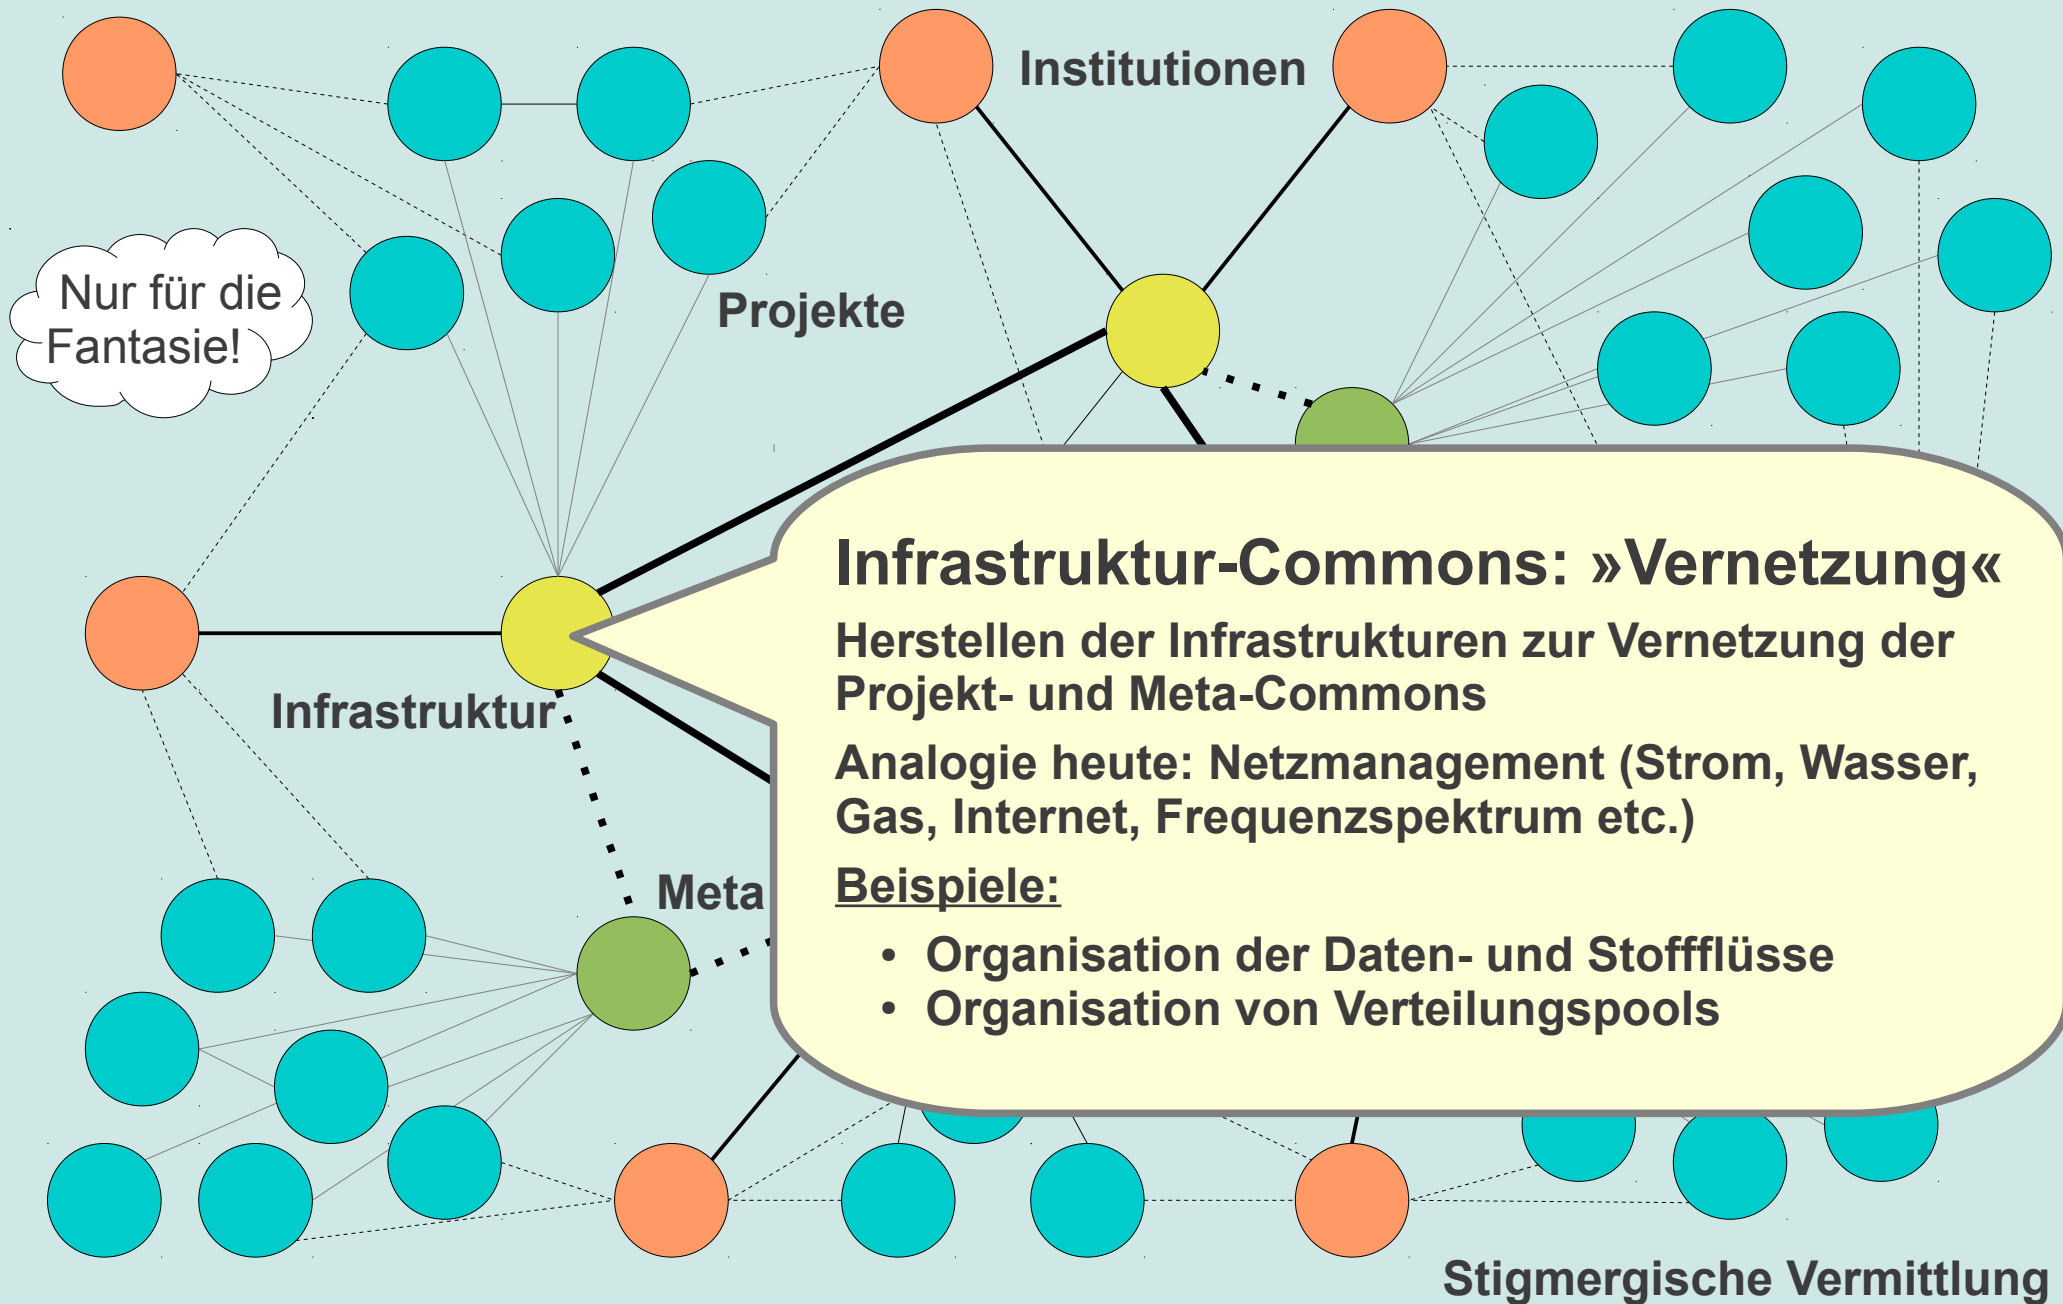 Institutionen
Nur für die
Fantasie!
Projekte
Infrastruktur-Commons: »Vernetzung«
Herstellen der Infrastrukturen zur Vernetzung der
Projekt- und Meta-Commons
Infrastruktur
Analogie heute: Netzmanagement (Strom, Wasser,
Gas, Internet, Frequenzspektrum etc.)
Meta
Beispiele:
• Organisation der Daten- und Stoffflüsse
• Organisation von Verteilungspools
Stigmergische Vermittlung